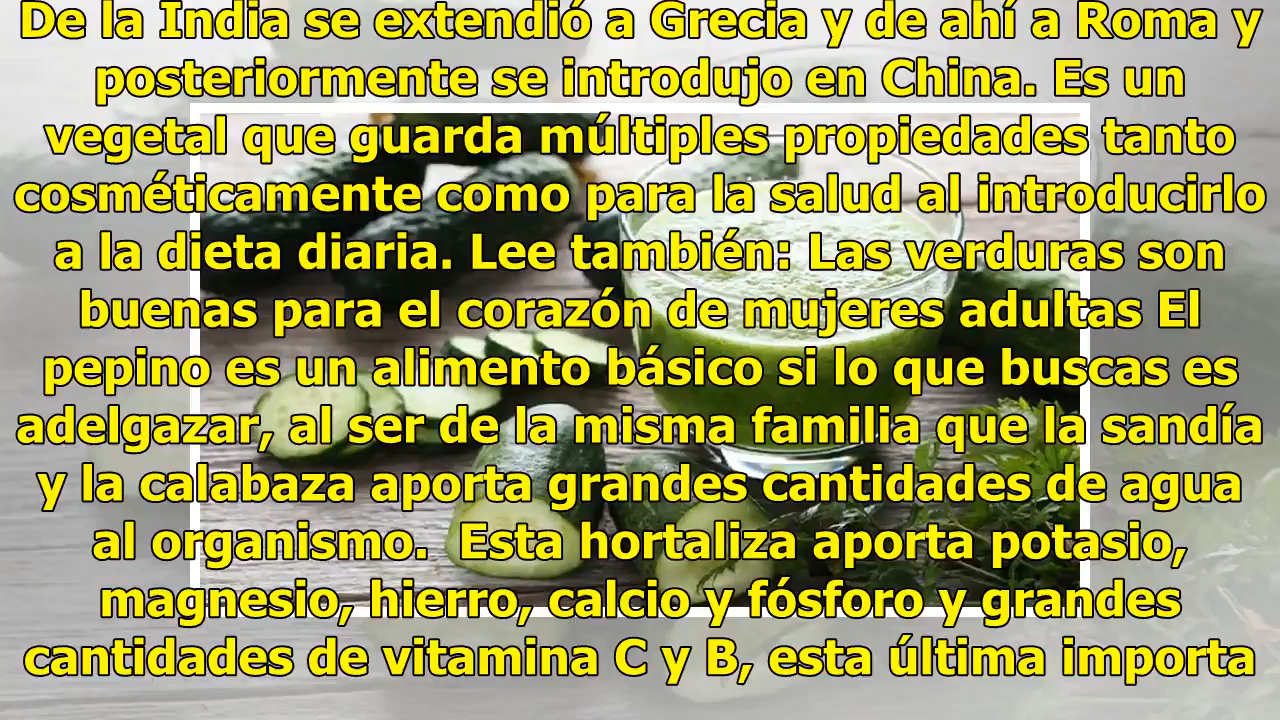 De la India se extendió a Grecia y de ahí a Roma y
posteriormente se introdujo en China. Es un
vegetal que guarda múltiples propiedades tanto
cosméticamente como para la salud al introducirlo
a la dieta diaria. Lee también: Las verduras son
buenas para el corazón de mujeres adultas El
pepino es un alimento básico si lo que buscas es
adelgazar, al ser de la misma familia que la sandía
y la calabaza aporta grandes cantidades de agua
al organismo.  Esta hortaliza aporta potasio,
magnesio, hierro, calcio y fósforo y grandes
cantidades de vitamina C y B, esta última importa